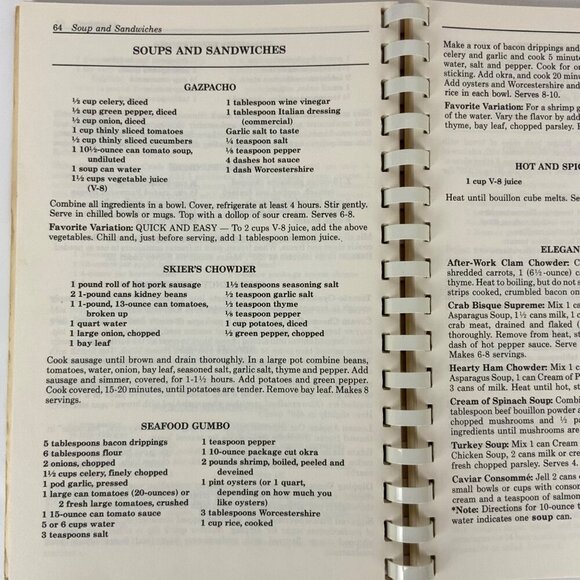 64 Soup and Sandwiches
SOUPS AND SANDWICHES
GAZPACHO
½ cup celery, diced
½ cup green pepper, diced
½ cup onion, diced
1 cup thinly sliced tomatoes
½ cup thinly sliced cucumbers
1 10½-ounce can tomato soup,
undiluted
1 soup can water
1½ cups vegetable juice
(V-8)
1 tablespoon wine vinegar
1 tablespoon Italian dressing
(commercial)
Garlic salt to taste
¼ teaspoon salt
⅛ teaspoon pepper
4 dashes hot sauce
1 dash Worcestershire
Combine all ingredients in a bowl. Cover, refrigerate at least 4 hours. Stir gently.
Serve in chilled bowls or mugs. Top with a dollop of sour cream. Serves 6-8.
Favorite Variation: QUICK AND EASY — To 2 cups V-8 juice, add the above
vegetables. Chill and, just before serving, add 1 tablespoon lemon juice.
SKIER'S CHOWDER
1 pound roll of hot pork sausage
2 1-pound cans kidney beans
1 1-pound, 13-ounce can tomatoes,
broken up
1 quart water
1 large onion, chopped
1 bay leaf
1½ teaspoons seasoning salt
½ teaspoon garlic salt
½ teaspoon thyme
⅛ teaspoon pepper
1 cup potatoes, diced
½ green pepper, chopped
Cook sausage until brown and drain thoroughly. In a large pot combine beans,
tomatoes, water, onion, bay leaf, seasoned salt, garlic salt, thyme and pepper. Add
sausage and simmer, covered, for 1-1½ hours. Add potatoes and green pepper.
Cook covered, 15-20 minutes, until potatoes are tender. Remove bay leaf. Makes 8
servings.
SEAFOOD GUMBO
5 tablespoons bacon drippings
6 tablespoons flour
2 onions, chopped
1½ cups celery, finely chopped
1 pod garlic, pressed
1 large can tomatoes (20-ounces) or
2 fresh large tomatoes, crushed
1 15-ounce can tomato sauce
5 or 6 cups water
3 teaspoons salt
1 teaspoon pepper
1 10-ounce package cut okra
2 pounds shrimp, boiled, peeled and
deveined
1 pint oysters (or 1 quart,
depending on how much you
like oysters)
3 tablespoons Worcestershire
1 cup rice, cooked
Make a roux of bacon drippings and
celery and garlic and cook 5 minut
water, salt and pepper. Cook for on
sticking. Add okra, and cook 20 min
Add oysters and Worcestershire and
rice in each bowl. Serves 8-10.
Favorite Variation: For a shrimp g
of the water. Vary the flavor by add
thyme, bay leaf, chopped parsley. I
HOT AND SPIC
1 cup V-8 juice
Heat until bouillon cube melts. Se
ELEGAN
After-Work Clam Chowder: C
shredded carrots, 1 (6½-ounce) c
thyme. Heat to boiling, but do not
strips cooked, crumbled bacon on
Crab Bisque Supreme: Mix 1
Asparagus Soup, 1½ cans milk, 1 c
crab meat, drained and flaked (
thoroughly. Remove from heat, st
dash of hot pepper sauce. Serve
Makes 6-8 servings.
Hearty Ham Chowder: Mix 1
Asparagus Soup, 1 can Cream of P
3 cans of milk. Heat until hot, st
Cream of Spinach Soup: Comb
tablespoon beef bouillon powder a
chopped mushrooms and ½ pa
ingredients until mushrooms are
Turkey Soup: Mix 1 can Cream
Chicken Soup, 2 cans milk or cre
fresh chopped parsley. Serves 4.
Caviar Consommé: Jell 2 cans o
small bowls or cups with conso
cream and a teaspoon of salmon
*Note: Directions for 10-ounce
water indicates one soup can.